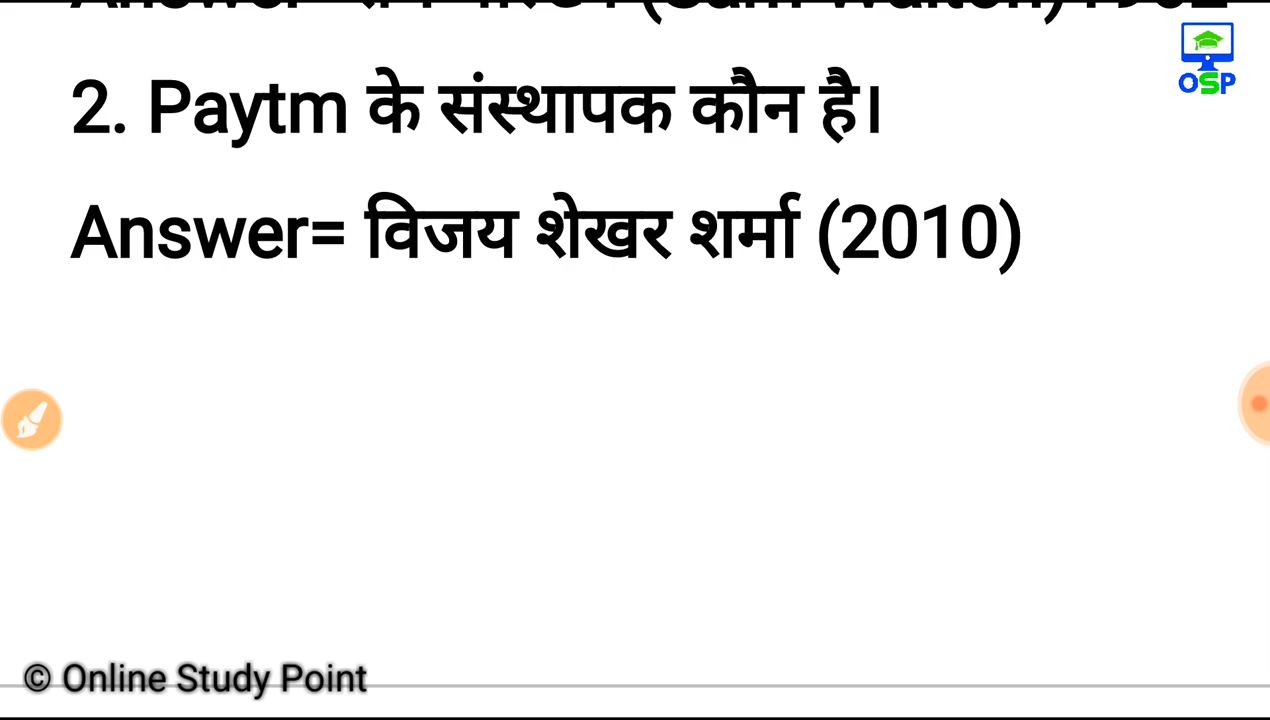 2. Paytm के संस्थापक कौन है।
Answer= विजय शेखर शर्मा (2010)
OSP
© Online Study Point